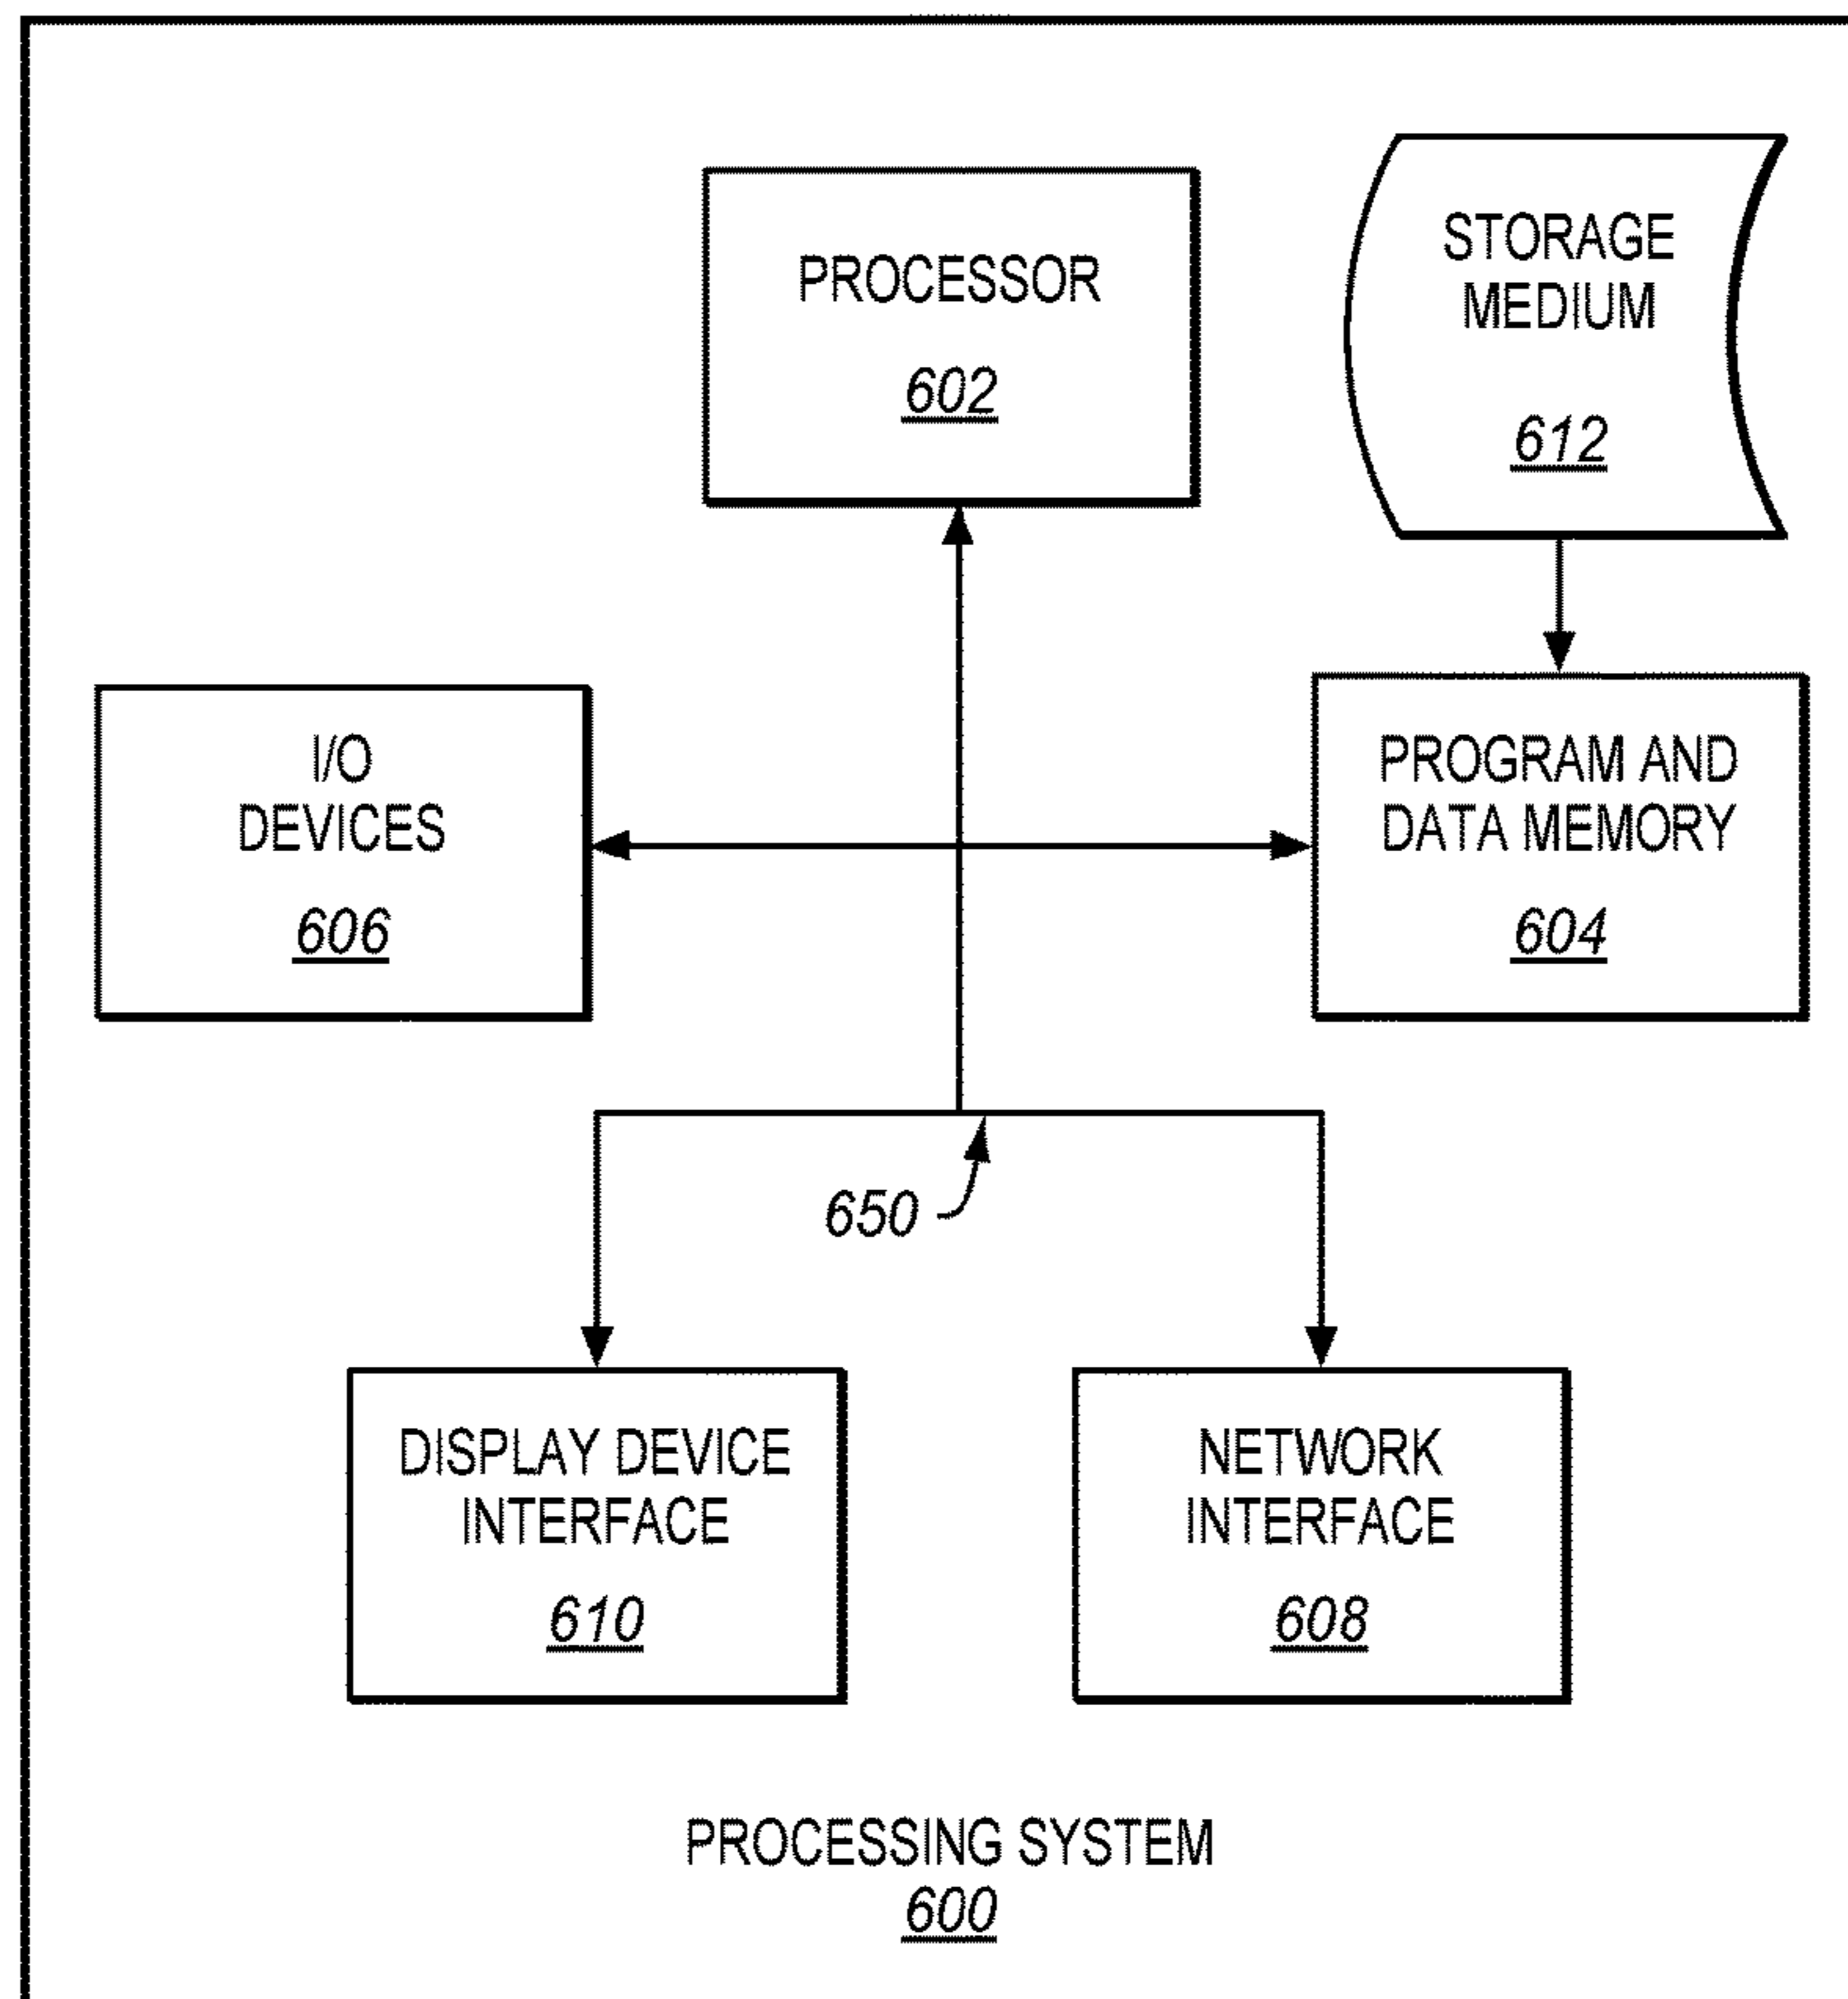 PROCESSOR
602
STORAGE
MEDIUM
612
I/O
DEVICES
606
PROGRAM AND
DATA MEMORY
604
650
DISPLAY DEVICE
INTERFACE
610
NETWORK
INTERFACE
608
PROCESSING SYSTEM
600